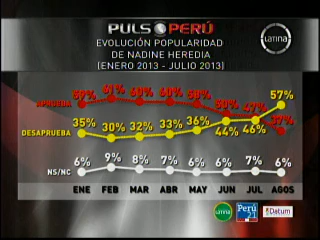 PULSO PERÚ
LATINA
EVOLUCIÓN POPULARIDAD
DE NADINE HEREDIA
(ENERO 2013 - JULIO 2013)
APRUEBA 59% 61% 60% 60% 58% 50% 47% 37%
DESAPRUEBA 35% 30% 32% 33% 36% 44% 46% 57%
NS/NC 6% 9% 8% 7% 6% 6% 7% 6%
ENE FEB MAR ABR MAY JUN JUL AGOS
LATINA Perú 21 Datum